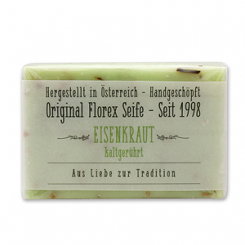 Hergestellt in Österreich - Handgeschöpft
Original Florex Seife - Seit 1998
EISENKRAUT
kaltgerührt
Aus Liebe zur Tradition